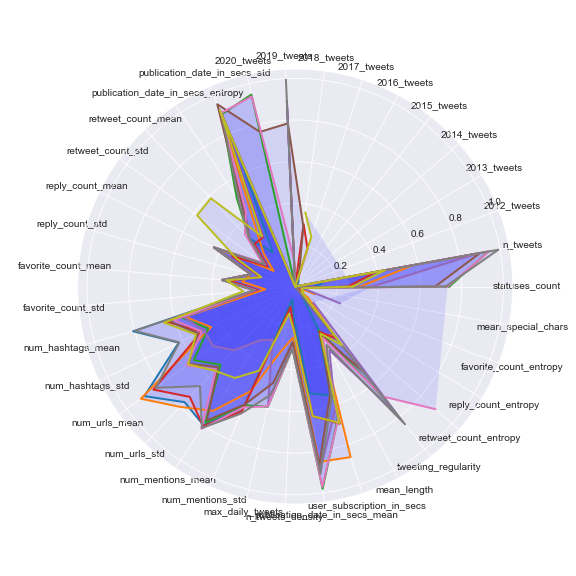 2019_tweets
2018_tweets
2020_tweets
2017_tweets
publication_date_in_secs_std
2016_tweets
publication_date_in_secs_entropy
2015_tweets
retweet_count_mean
2014_tweets
retweet_count_std
2013_tweets
reply_count_mean
1.0
2012_tweets
reply_count_std
0.8
0.6
n_tweets
0.4
favorite_count_mean
0.2
statuses_count
favorite_count_std
mean_special_chars
num_hashtags_mean
favorite_count_entropy
num_hashtags_std
reply_count_entropy
num_urls_mean
retweet_count_entropy
num_urls_std
tweeting_regularity
num_mentions_mean
mean_length
num_mentions_std
user_subscription_in_secs
max_daily_tweets
n_tweets_density
publication_date_in_secs_mean